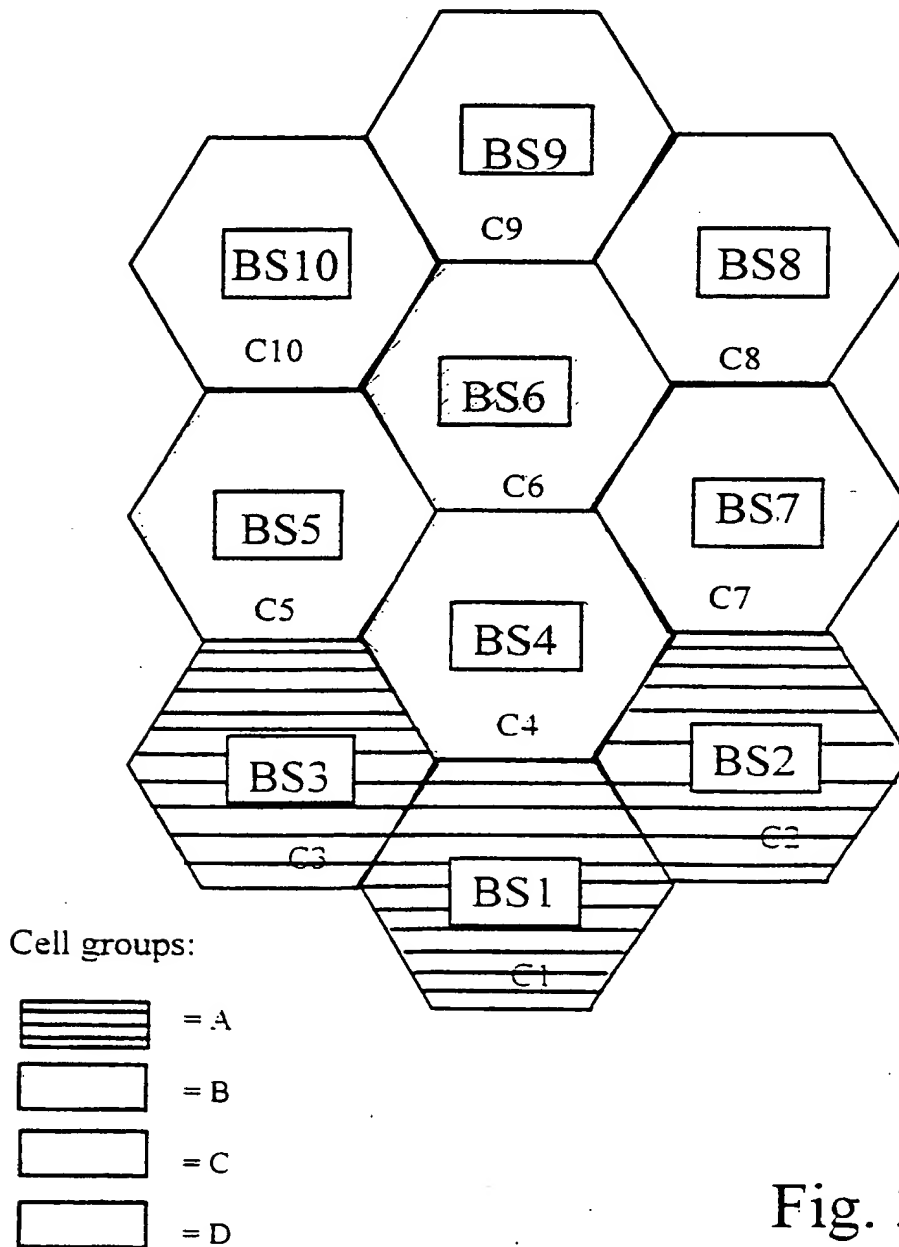 BS9
C9
BS10
BS8
C10
C8
BS6
C6
BS5
BS7
C5
C7
BS4
C4
BS3
BS2
C3
C2
BS1
C1
Cell groups:
= A
= B
= C
= D
Fig.